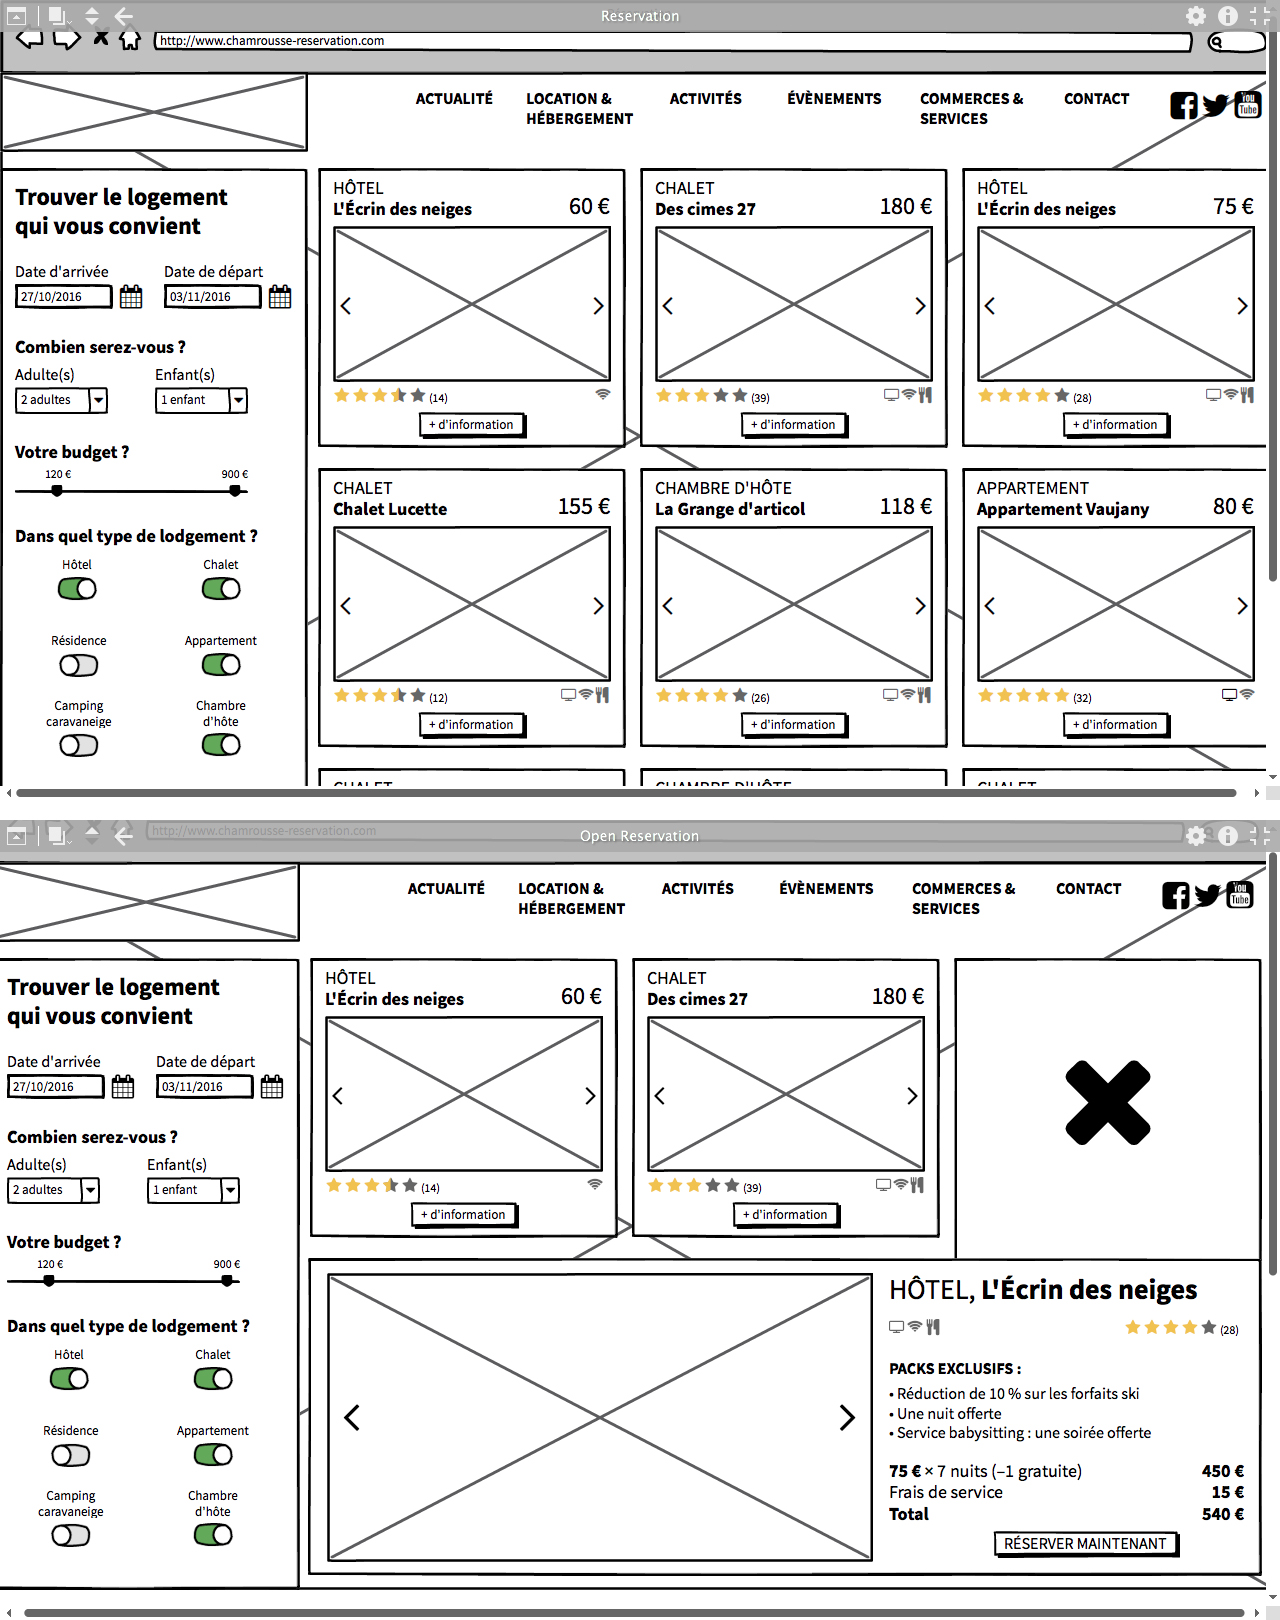 Reservation
http://www.chamrousse-reservation.com
ACTUALITÉ
LOCATION &
HÉBERGEMENT
ACTIVITÉS
ÉVÈNEMENTS
COMMERCES &
SERVICES
CONTACT
You
Tube
Trouver le logement
qui vous convient
Date d'arrivée
Date de départ
27/10/2016
03/11/2016
Combien serez-vous ?
Adulte(s)
Enfant(s)
2 adultes
1 enfant
Votre budget ?
120 €
900 €
Dans quel type de lodgement ?
Hôtel
Chalet
Résidence
Appartement
Camping
caravaneige
Chambre
d'hôte
HÔTEL
L'Écrin des neiges
60 €
(14)
+ d'information
CHALET
Des cimes 27
180 €
(39)
+ d'information
HÔTEL
L'Écrin des neiges
75 €
(28)
+ d'information
CHALET
Chalet Lucette
155 €
(12)
+ d'information
CHAMBRE D'HÔTE
La Grange d'articol
118 €
(26)
+ d'information
APPARTEMENT
Appartement Vaujany
80 €
(32)
+ d'information
CHALET
CHAMBRE D'HÔTE
CHALET
Open Reservation
http://www.chamrousse-reservation.com
ACTUALITÉ
LOCATION &
HÉBERGEMENT
ACTIVITÉS
ÉVÈNEMENTS
COMMERCES &
SERVICES
CONTACT
You
Tube
Trouver le logement
qui vous convient
Date d'arrivée
Date de départ
27/10/2016
03/11/2016
Combien serez-vous ?
Adulte(s)
Enfant(s)
2 adultes
1 enfant
Votre budget ?
120 €
900 €
Dans quel type de lodgement ?
Hôtel
Chalet
Résidence
Appartement
Camping
caravaneige
Chambre
d'hôte
HÔTEL
L'Écrin des neiges
60 €
(14)
+ d'information
CHALET
Des cimes 27
180 €
(39)
+ d'information
HÔTEL, L'Écrin des neiges
(28)
PACKS EXCLUSIFS :
• Réduction de 10 % sur les forfaits ski
• Une nuit offerte
• Service babysitting : une soirée offerte
75 € × 7 nuits (−1 gratuite) 450 €
Frais de service 15 €
Total 540 €
RÉSERVER MAINTENANT